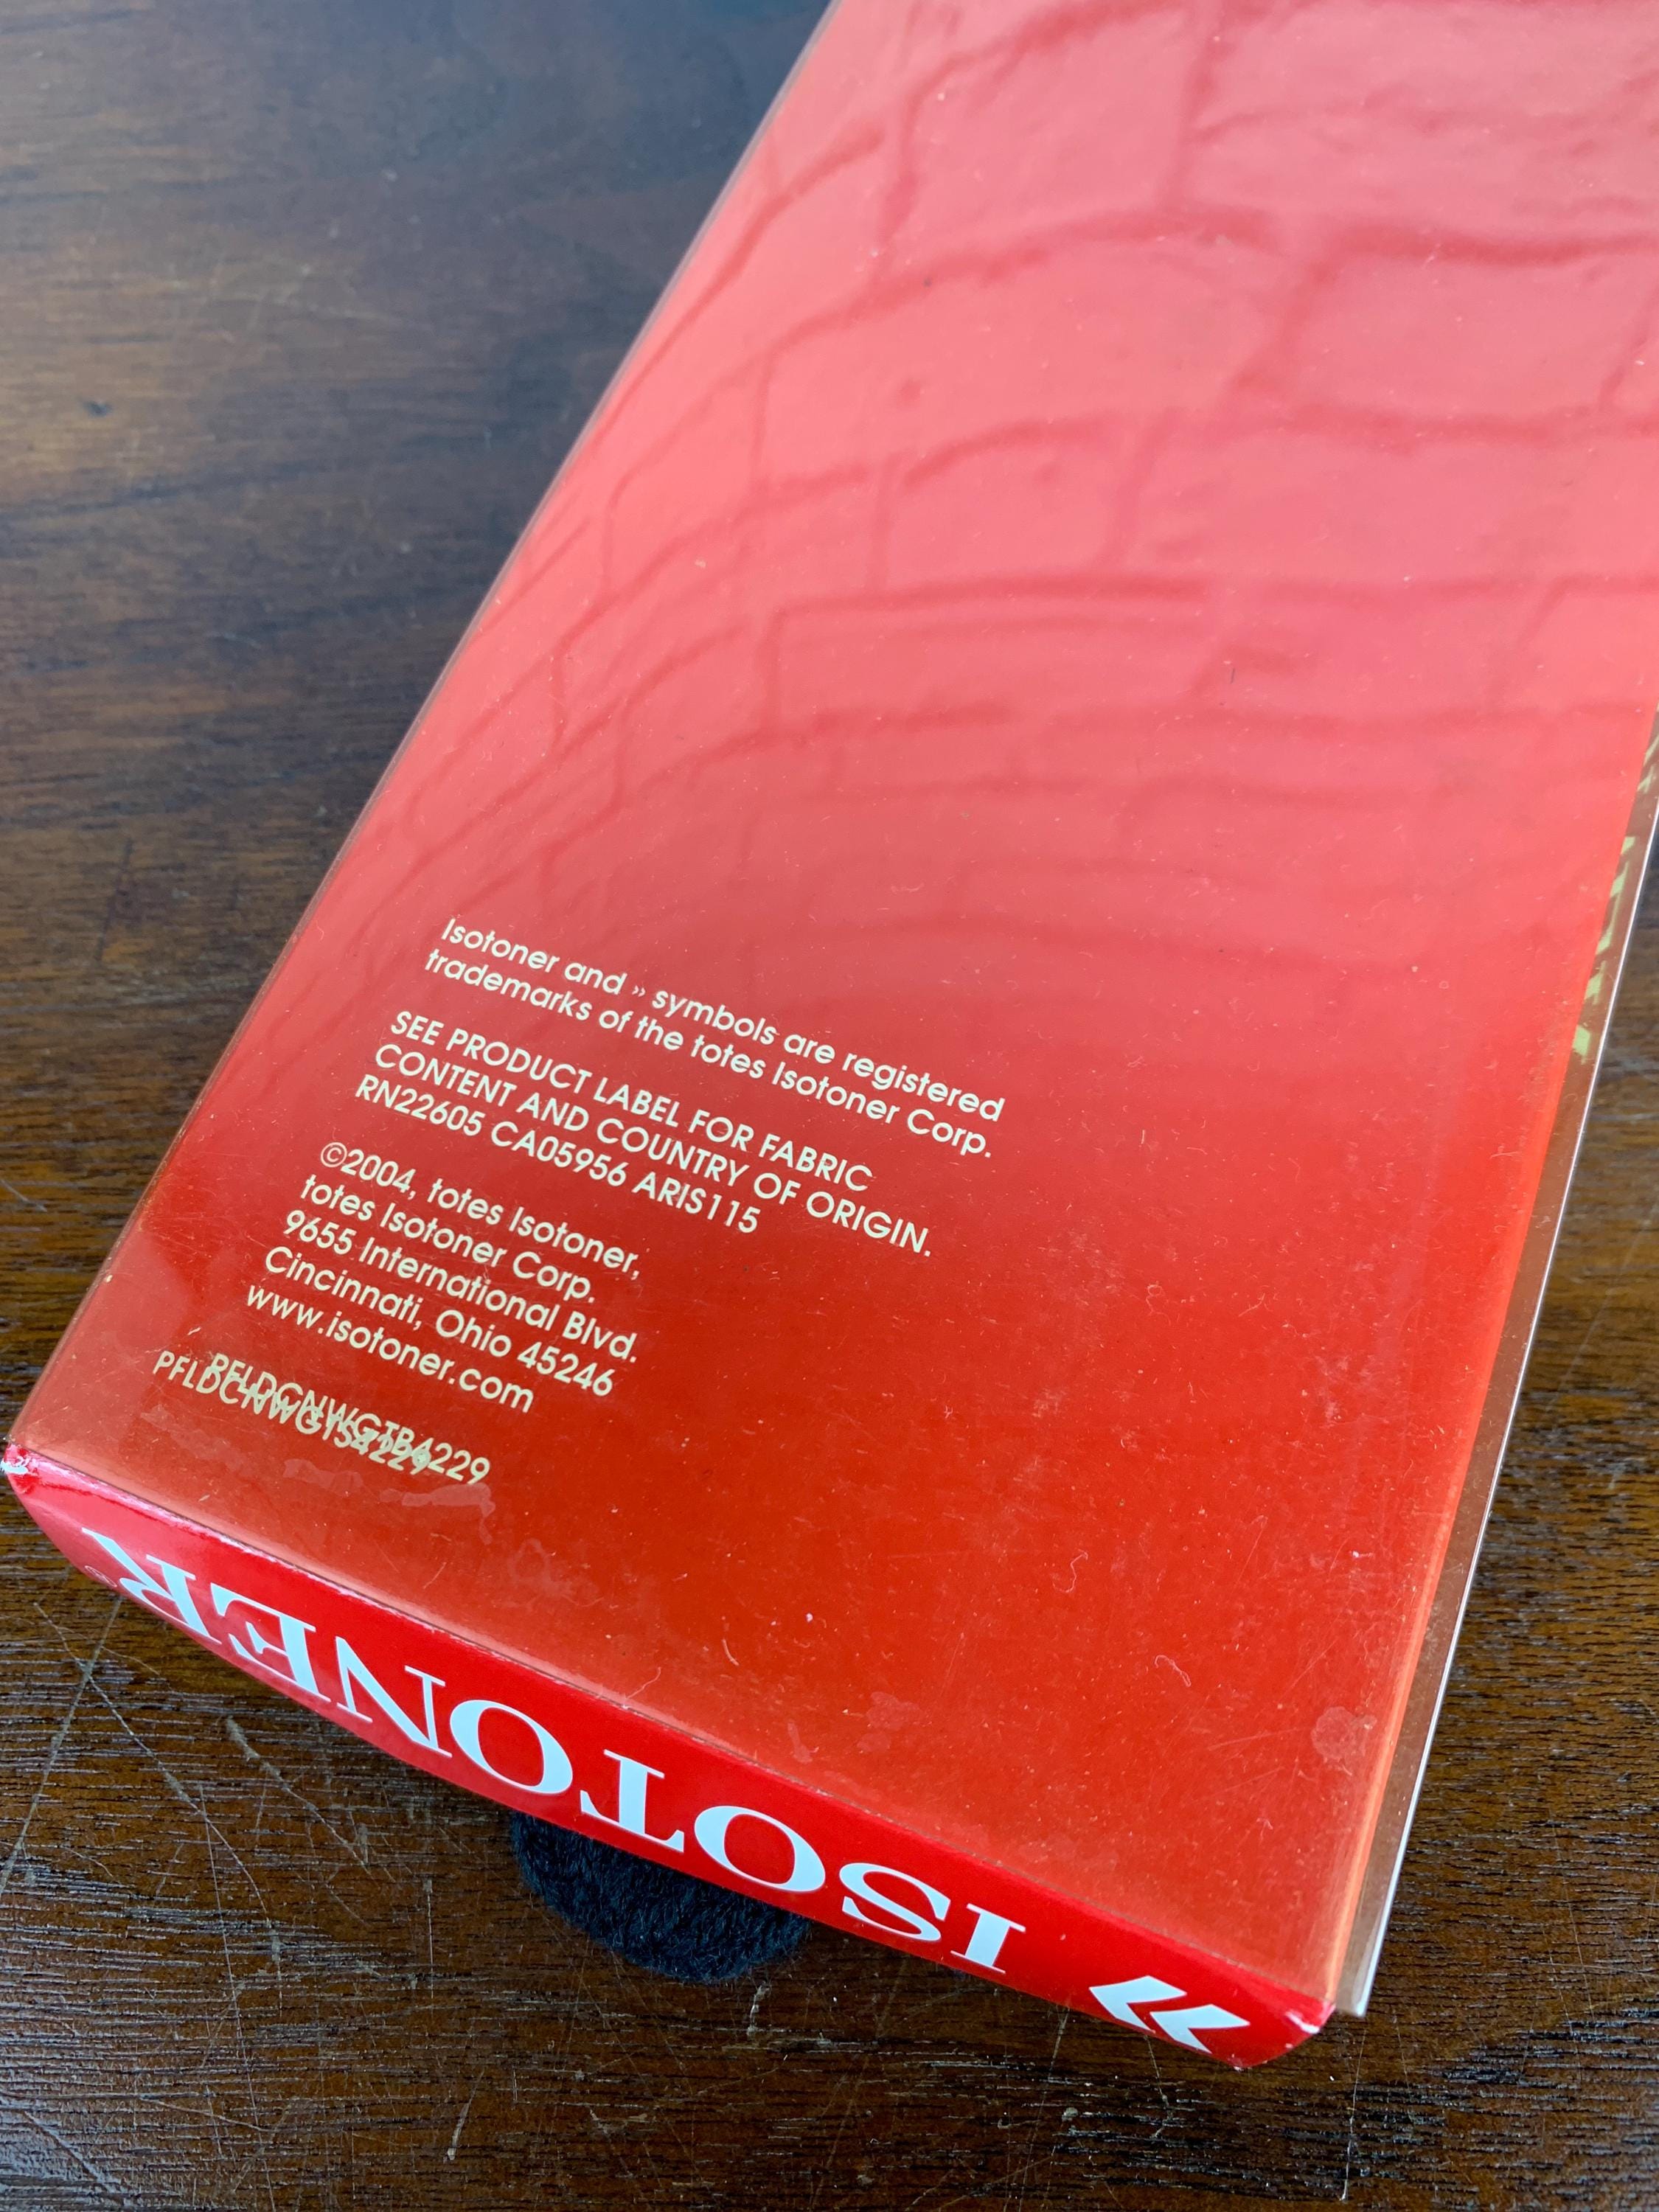 Isotoner and » symbols are registered
trademarks of the totes Isotoner Corp.
SEE PRODUCT LABEL FOR FABRIC
CONTENT AND COUNTRY OF ORIGIN.
RN22605 CA05956 ARIS115
©2004, totes Isotoner,
totes Isotoner Corp.
9655 International Blvd.
Cincinnati, Ohio 45246
www.isotoner.com
PFLDCNWGTB4229
PFLDCNWGTS4229
» ISOTONER